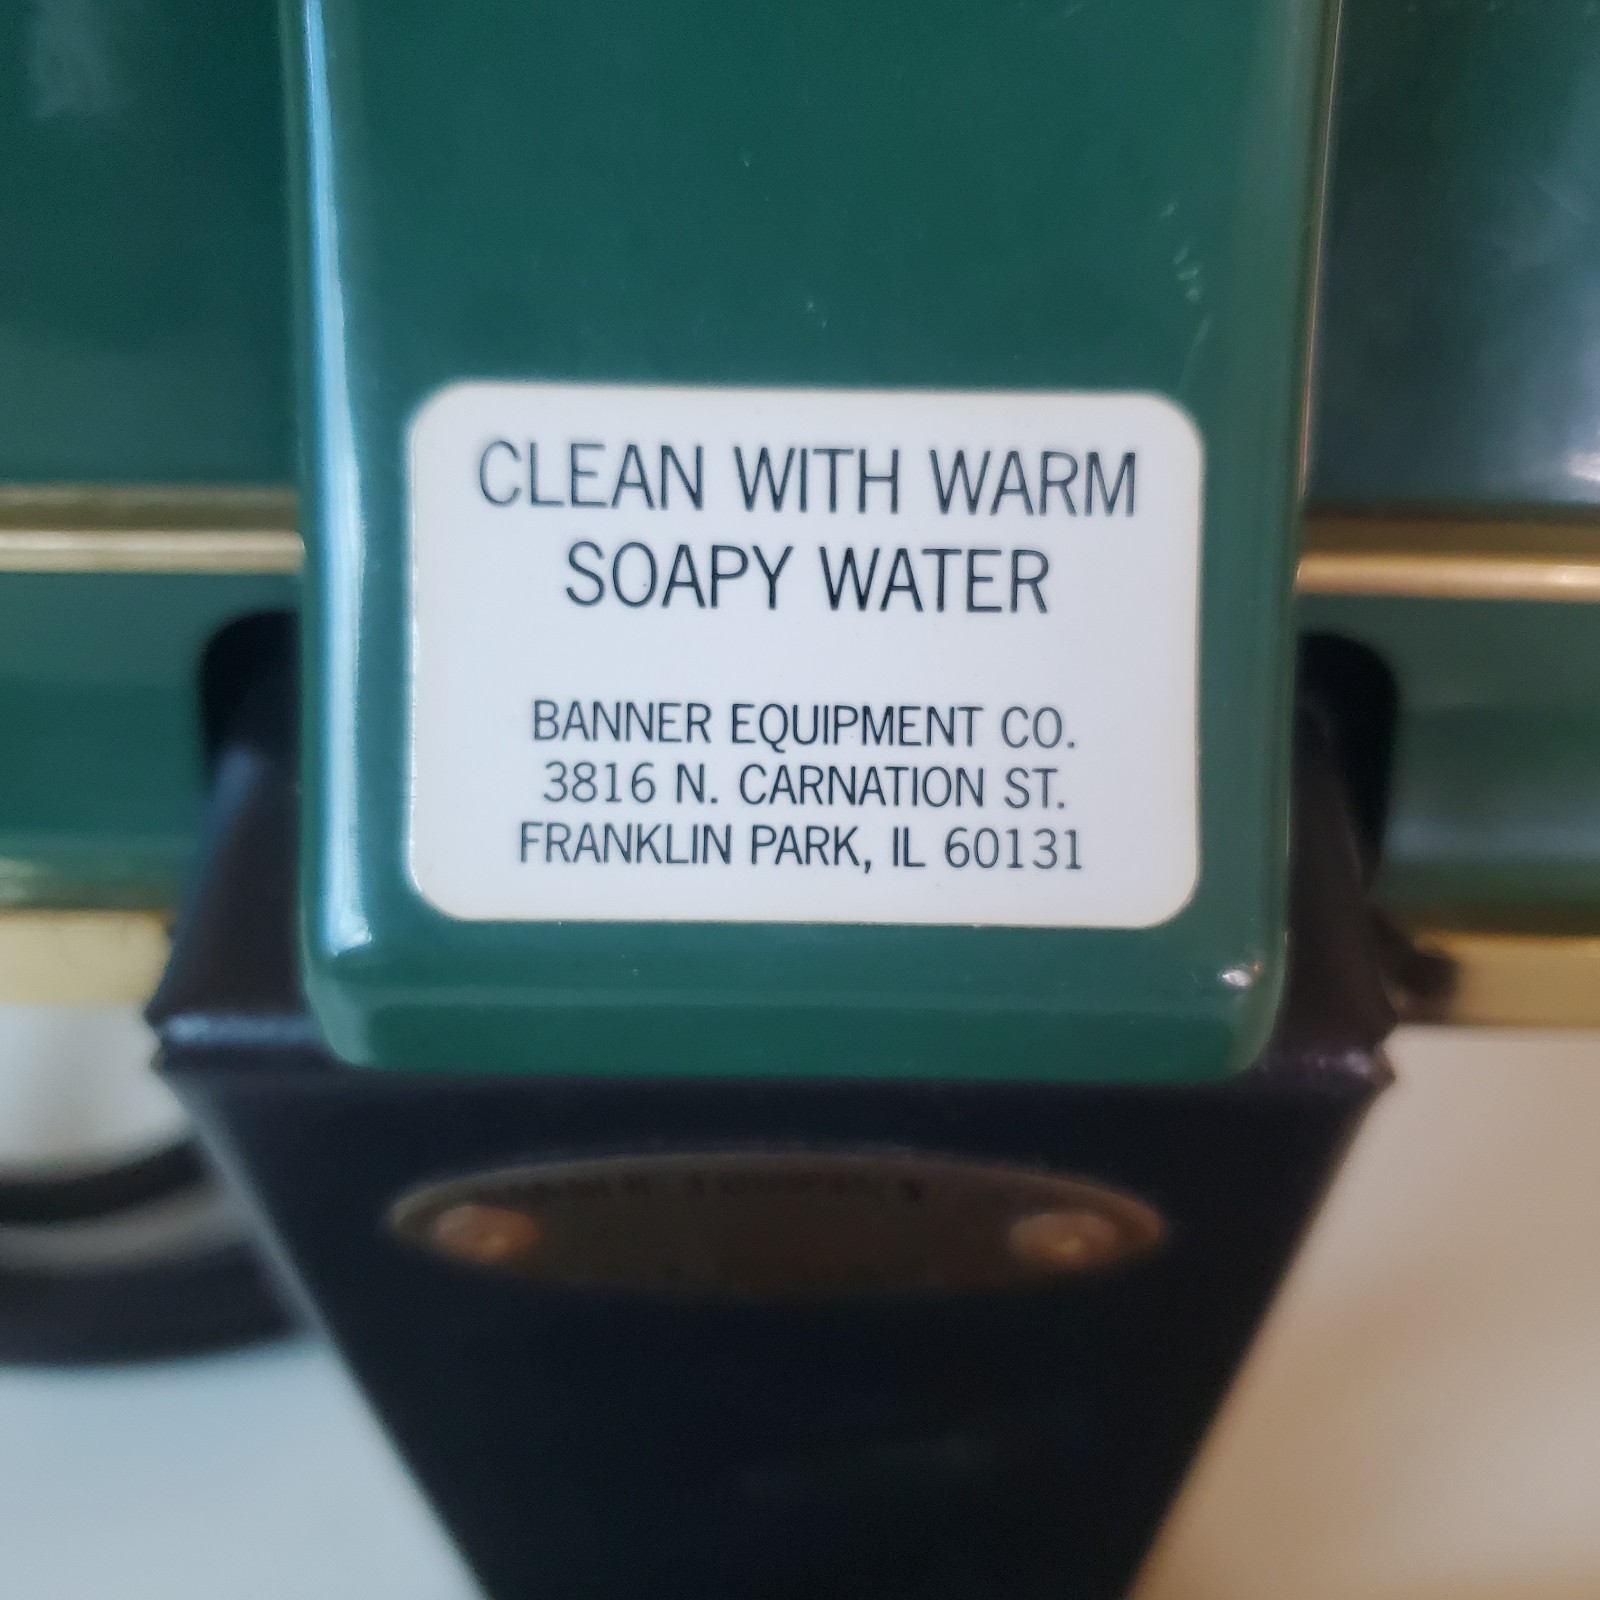 CLEAN WITH WARM
SOAPY WATER
BANNER EQUIPMENT CO.
3816 N. CARNATION ST.
FRANKLIN PARK, IL 60131